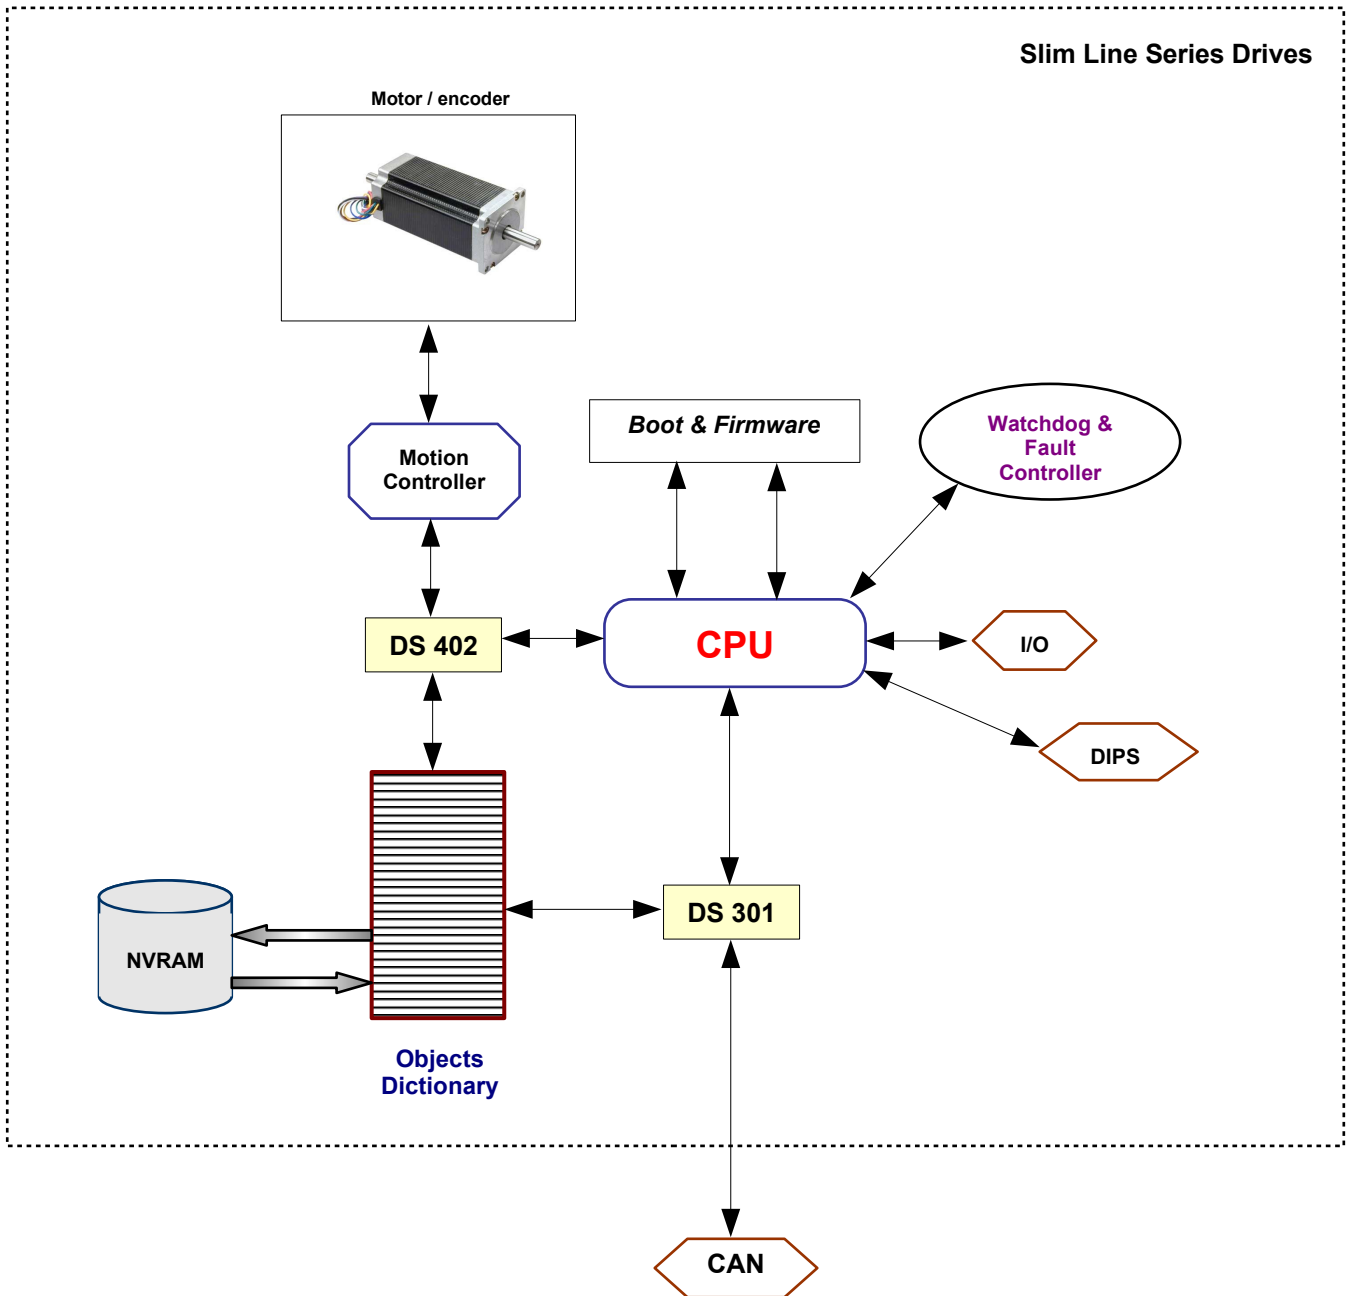 Slim Line Series Drives
Motor / encoder
Boot & Firmware
Watchdog &
Fault
Controller
Motion
Controller
DS 402
CPU
I/O
DIPS
DS 301
NVRAM
Objects
Dictionary
CAN